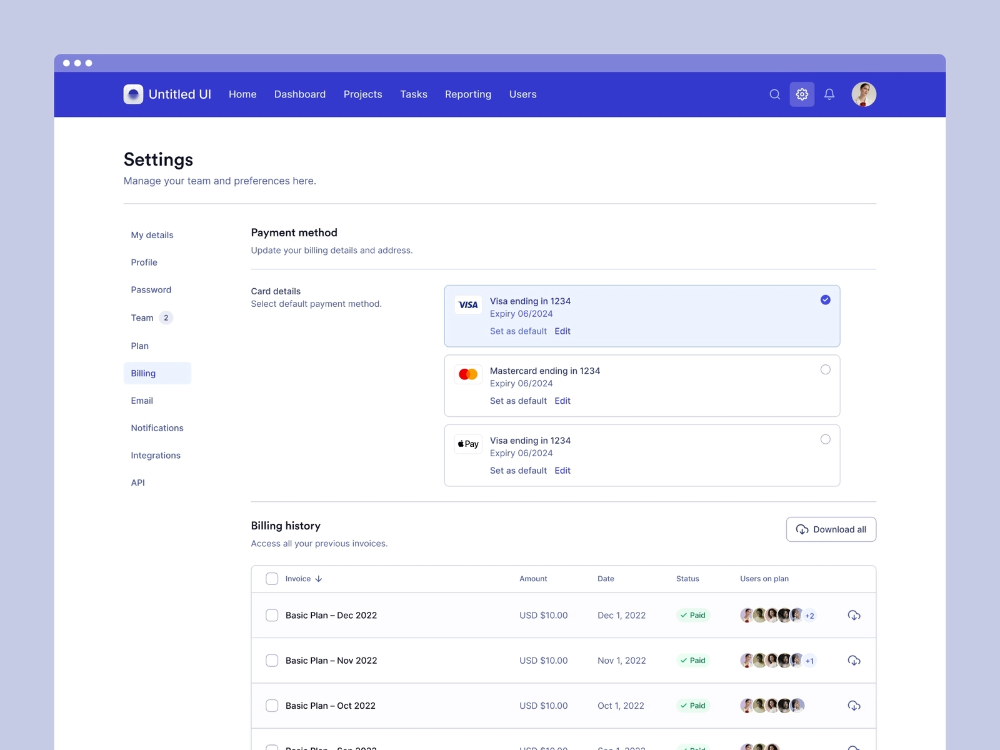 Untitled UI Home Dashboard Projects Tasks Reporting Users
Settings
Manage your team and preferences here.
My details
Profile
Password
Team 2
Plan
Billing
Email
Notifications
Integrations
API
Payment method
Update your billing details and address.
Card details
Select default payment method.
VISA
Visa ending in 1234
Expiry 06/2024
Set as default Edit
Mastercard ending in 1234
Expiry 06/2024
Set as default Edit
Pay
Visa ending in 1234
Expiry 06/2024
Set as default Edit
Billing history
Access all your previous invoices.
Download all
Invoice Amount Date Status Users on plan
Basic Plan – Dec 2022 USD $10.00 Dec 1, 2022 Paid +2
Basic Plan – Nov 2022 USD $10.00 Nov 1, 2022 Paid +1
Basic Plan – Oct 2022 USD $10.00 Oct 1, 2022 Paid